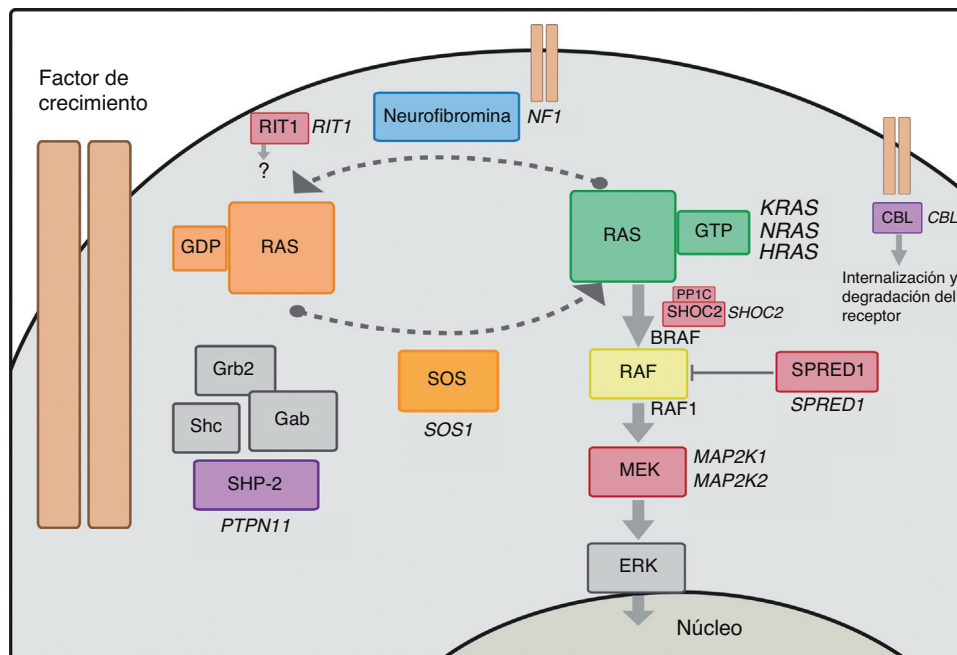 Factor de
crecimiento
RIT1 RIT1
?
Neurofibromina NF1
GDP RAS
RAS GTP
KRAS
NRAS
HRAS
CBL CBL
Internalización y
degradación del
receptor
PP1C
SHOC2 SHOC2
BRAF
RAF
RAF1
SPRED1
SPRED1
Grb2
Shc
Gab
SHP-2
PTPN11
SOS
SOS1
MEK
MAP2K1
MAP2K2
ERK
Núcleo